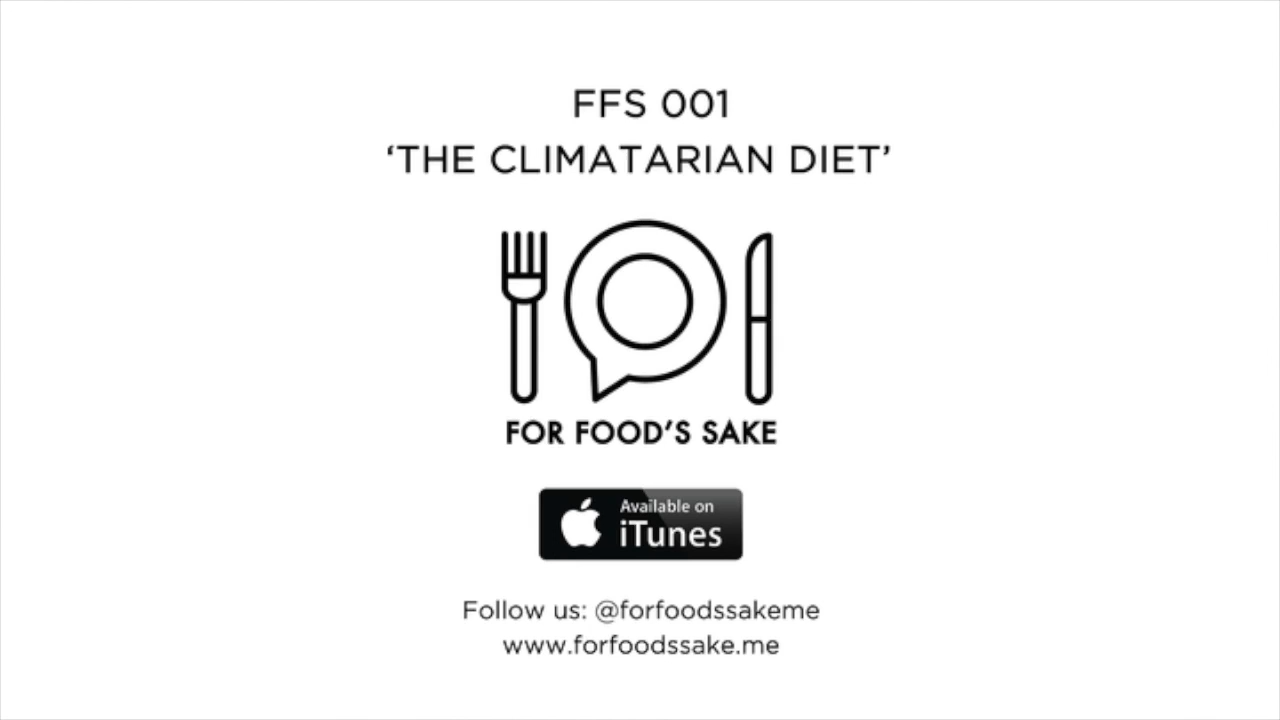 FFS 001
‘THE CLIMATARIAN DIET’
FOR FOOD’S SAKE
Available on
iTunes
Follow us: @forfoodssakeme
www.forfoodssake.me